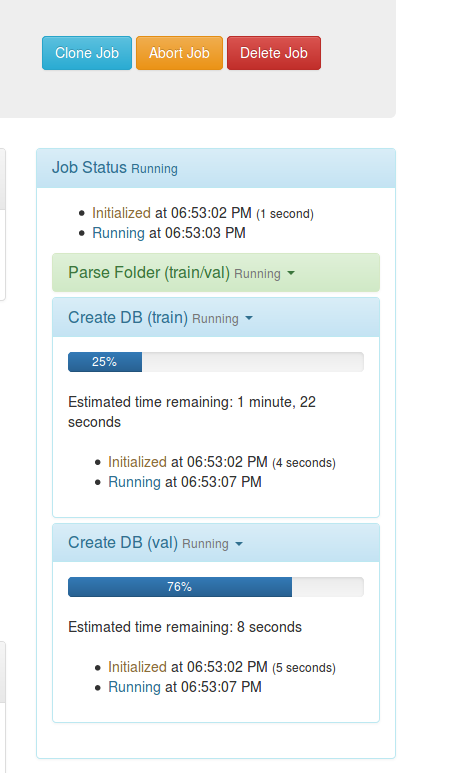 Clone Job Abort Job Delete Job
Job Status Running
Initialized at 06:53:02 PM (1 second)
Running at 06:53:03 PM
Parse Folder (train/val) Running
Create DB (train) Running
25%
Estimated time remaining: 1 minute, 22
seconds
Initialized at 06:53:02 PM (4 seconds)
Running at 06:53:07 PM
Create DB (val) Running
76%
Estimated time remaining: 8 seconds
Initialized at 06:53:02 PM (5 seconds)
Running at 06:53:07 PM